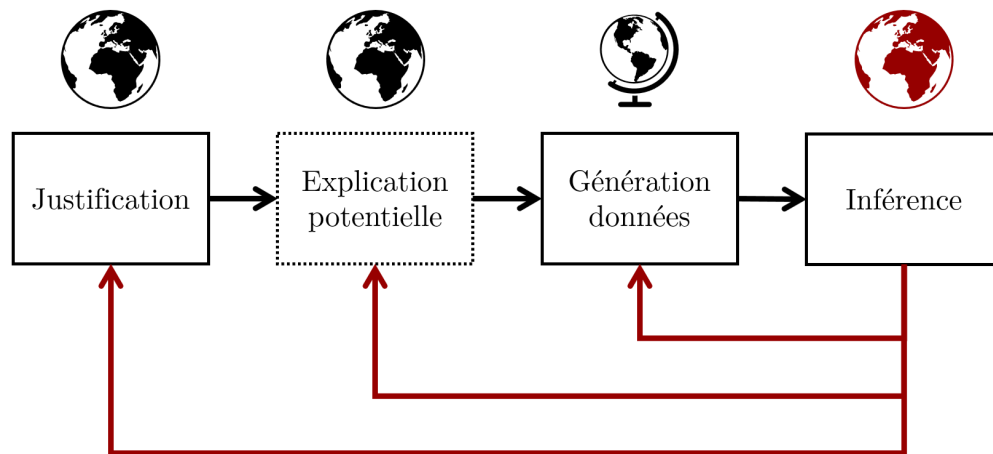 Justification
Explication
potentielle
Génération
données
Inférence